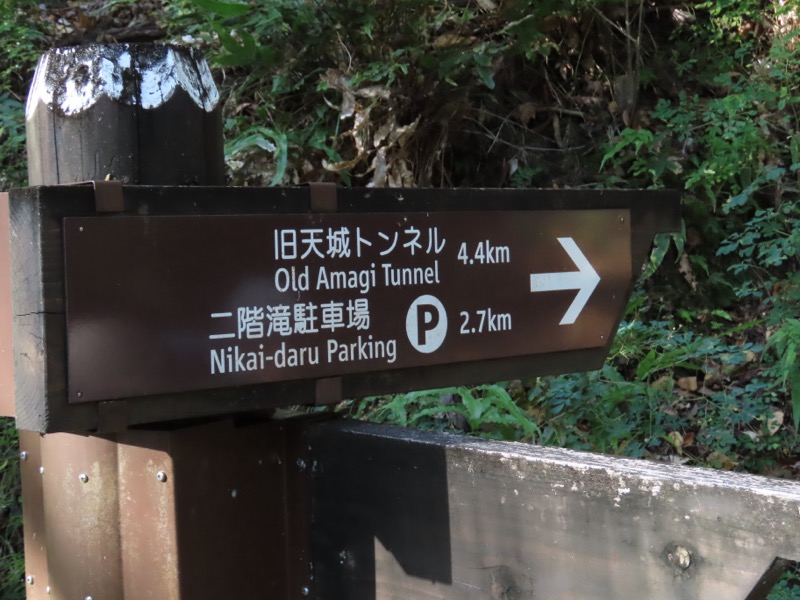 旧天城トンネル 4.4km
Old Amagi Tunnel
二階滝駐車場 P 2.7km
Nikai-daru Parking